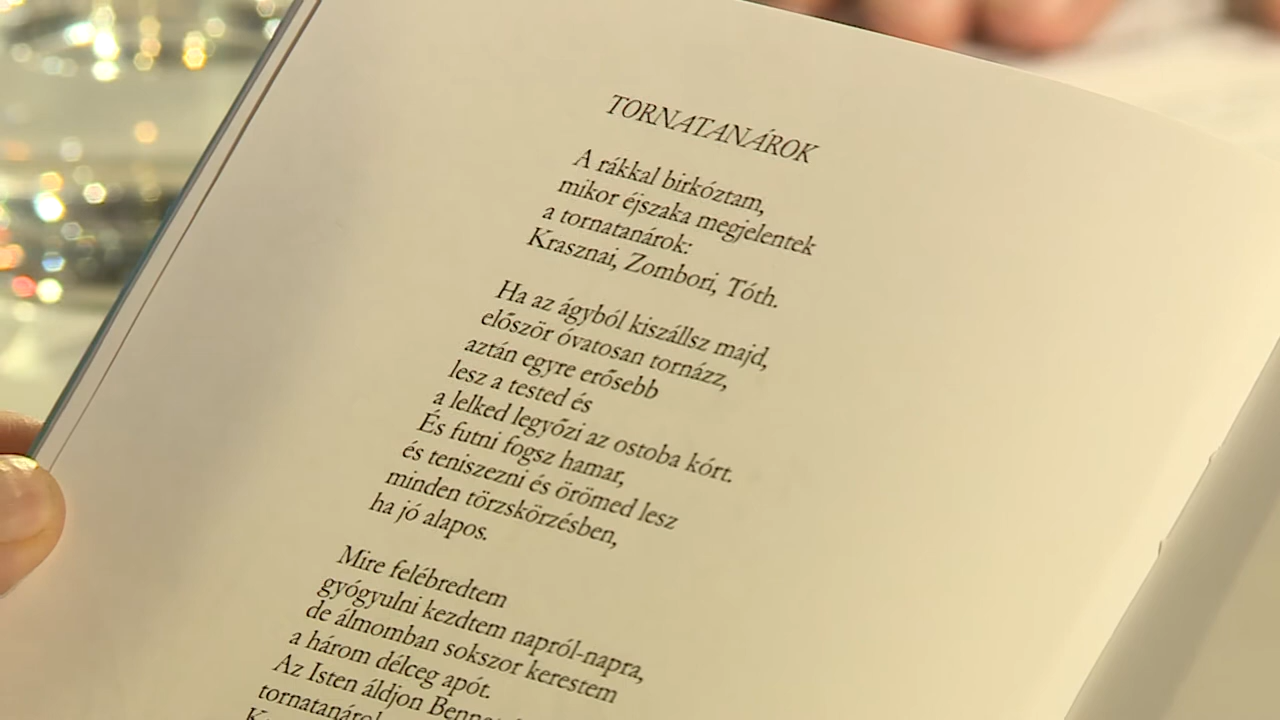 TORNATANÁROK
A rákkal birkóztam,
mikor éjszaka megjelentek
a tornatanárok:
Krasznai, Zombori, Tóth.
Ha az ágyból kiszállsz majd,
először óvatosan tornázz,
aztán egyre erősebb
lesz a tested és
a lelked legyőzi az ostoba kórt.
És futni fogsz hamar,
és teniszezni és örömed lesz
minden törzskörzésben,
ha jó alapos.
Mire felébredtem
gyógyulni kezdtem napról-napra,
de álmomban sokszor kerestem
a három délceg apót.
Az Isten áldjon